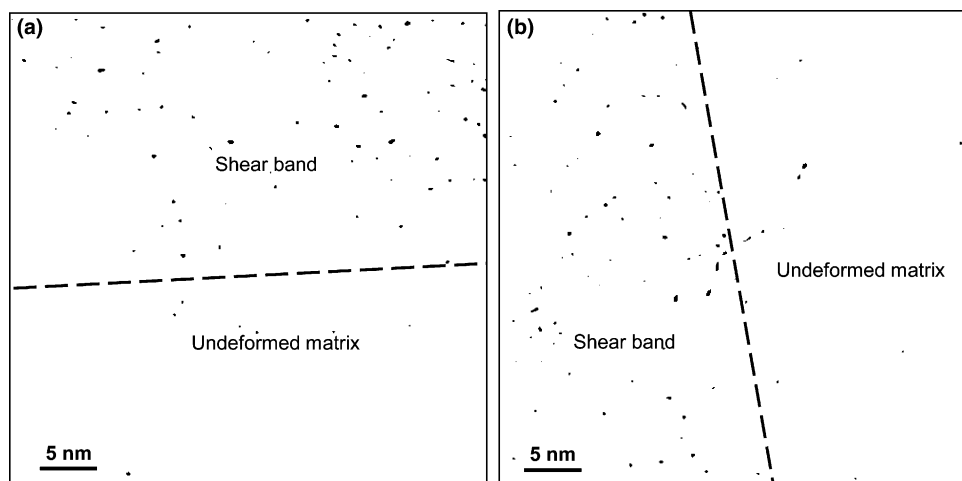 (a)
Shear band
Undeformed matrix
5 nm
(b)
Undeformed matrix
Shear band
5 nm